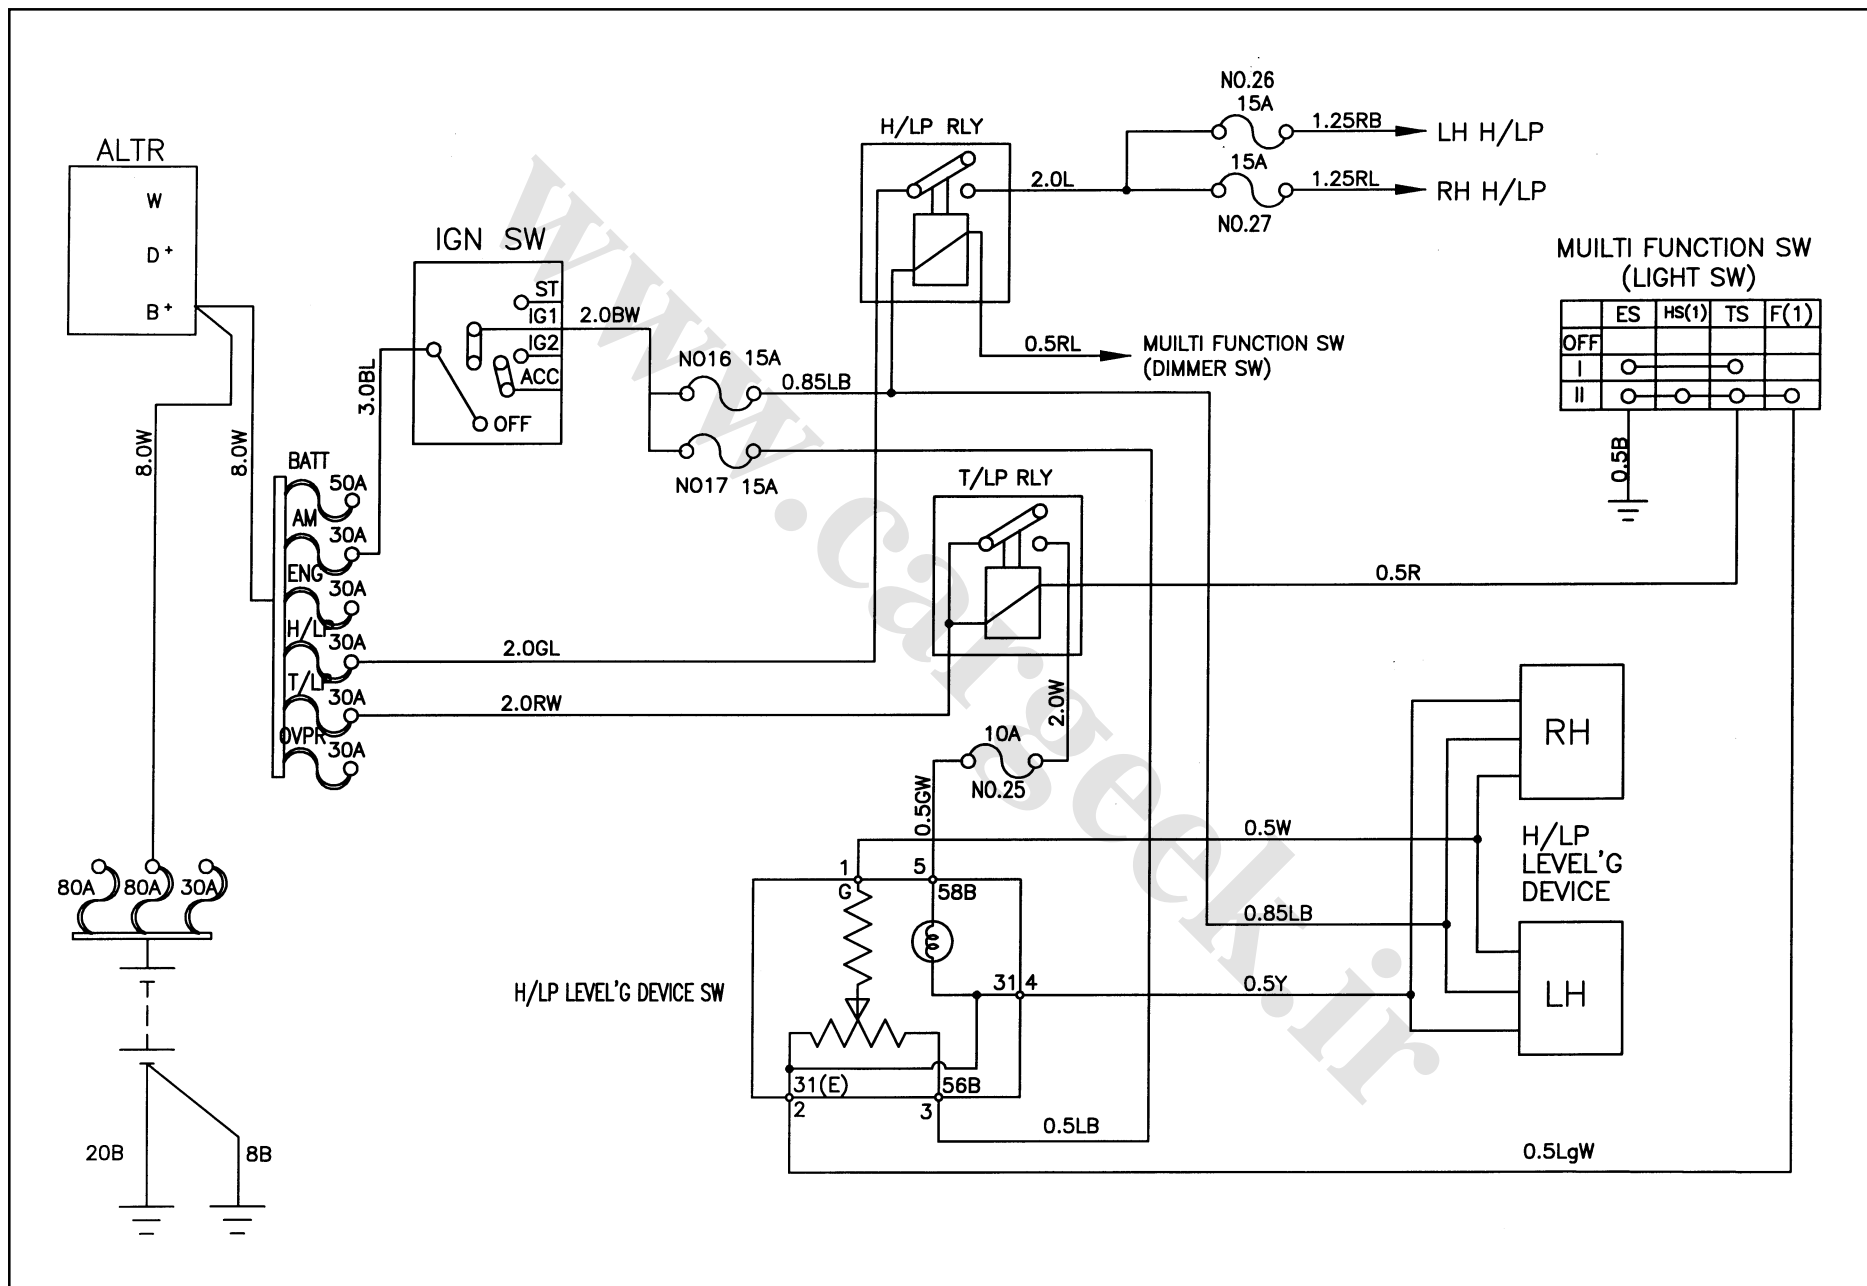 NO.26
15A
1.25RB
LH H/LP
15A
1.25RL
RH H/LP
NO.27
H/LP RLY
2.0L
ALTR
W
D+
B+
IGN SW
ST
IG1
IG2
ACC
OFF
2.0BW
3.0BL
NO16 15A
0.85LB
NO17 15A
0.5RL
MUILTI FUNCTION SW
(DIMMER SW)
MUILTI FUNCTION SW
(LIGHT SW)
ES HS(1) TS F(1)
OFF
I
II
0.5B
8.0W
8.0W
BATT
50A
AM
30A
ENG
30A
H/LP
30A
T/LP
30A
OVPR
30A
T/LP RLY
0.5R
2.0GL
2.0RW
2.0W
10A
NO.25
0.5GW
RH
H/LP
LEVEL'G
DEVICE
LH
0.5W
0.85LB
0.5Y
80A 80A 30A
1
5
G
58B
31
4
H/LP LEVEL'G DEVICE SW
31(E)
56B
2
3
0.5LB
0.5LgW
20B
8B
www.cargeek.ir